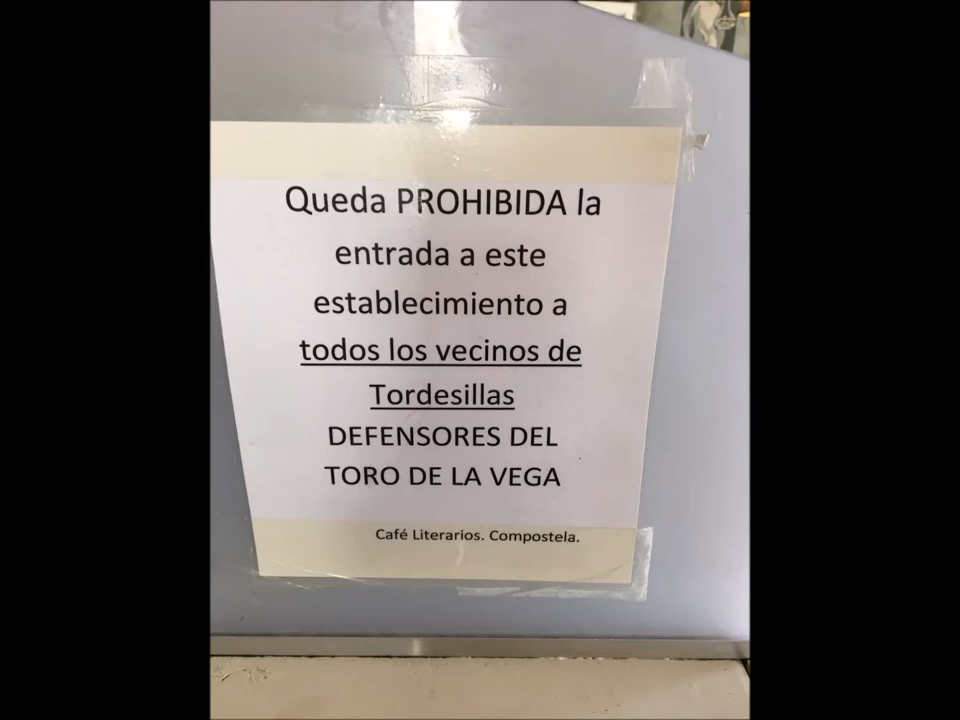 Queda PROHIBIDA la
entrada a este
establecimiento a
todos los vecinos de
Tordesillas
DEFENSORES DEL
TORO DE LA VEGA
Café Literarios. Compostela.